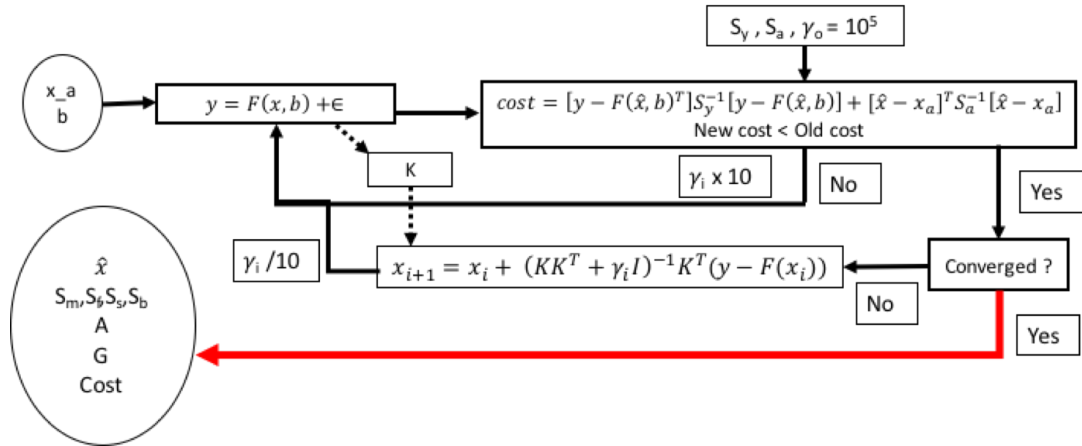 S_y , S_a , γ_o = 10^5
x_a
b
y = F(x, b) +∈
cost = [y − F(x̂, b)^T]S_y^{-1}[y − F(x̂, b)] + [x̂ − x_a]^T S_a^{-1}[x̂ − x_a]
New cost < Old cost
K
γ_i x 10
No
Yes
γ_i /10
x_{i+1} = x_i + (KK^T + γ_i I)^{-1}K^T(y − F(x_i))
Converged ?
No
Yes
x̂
S_m,S_f,S_s,S_b
A
G
Cost